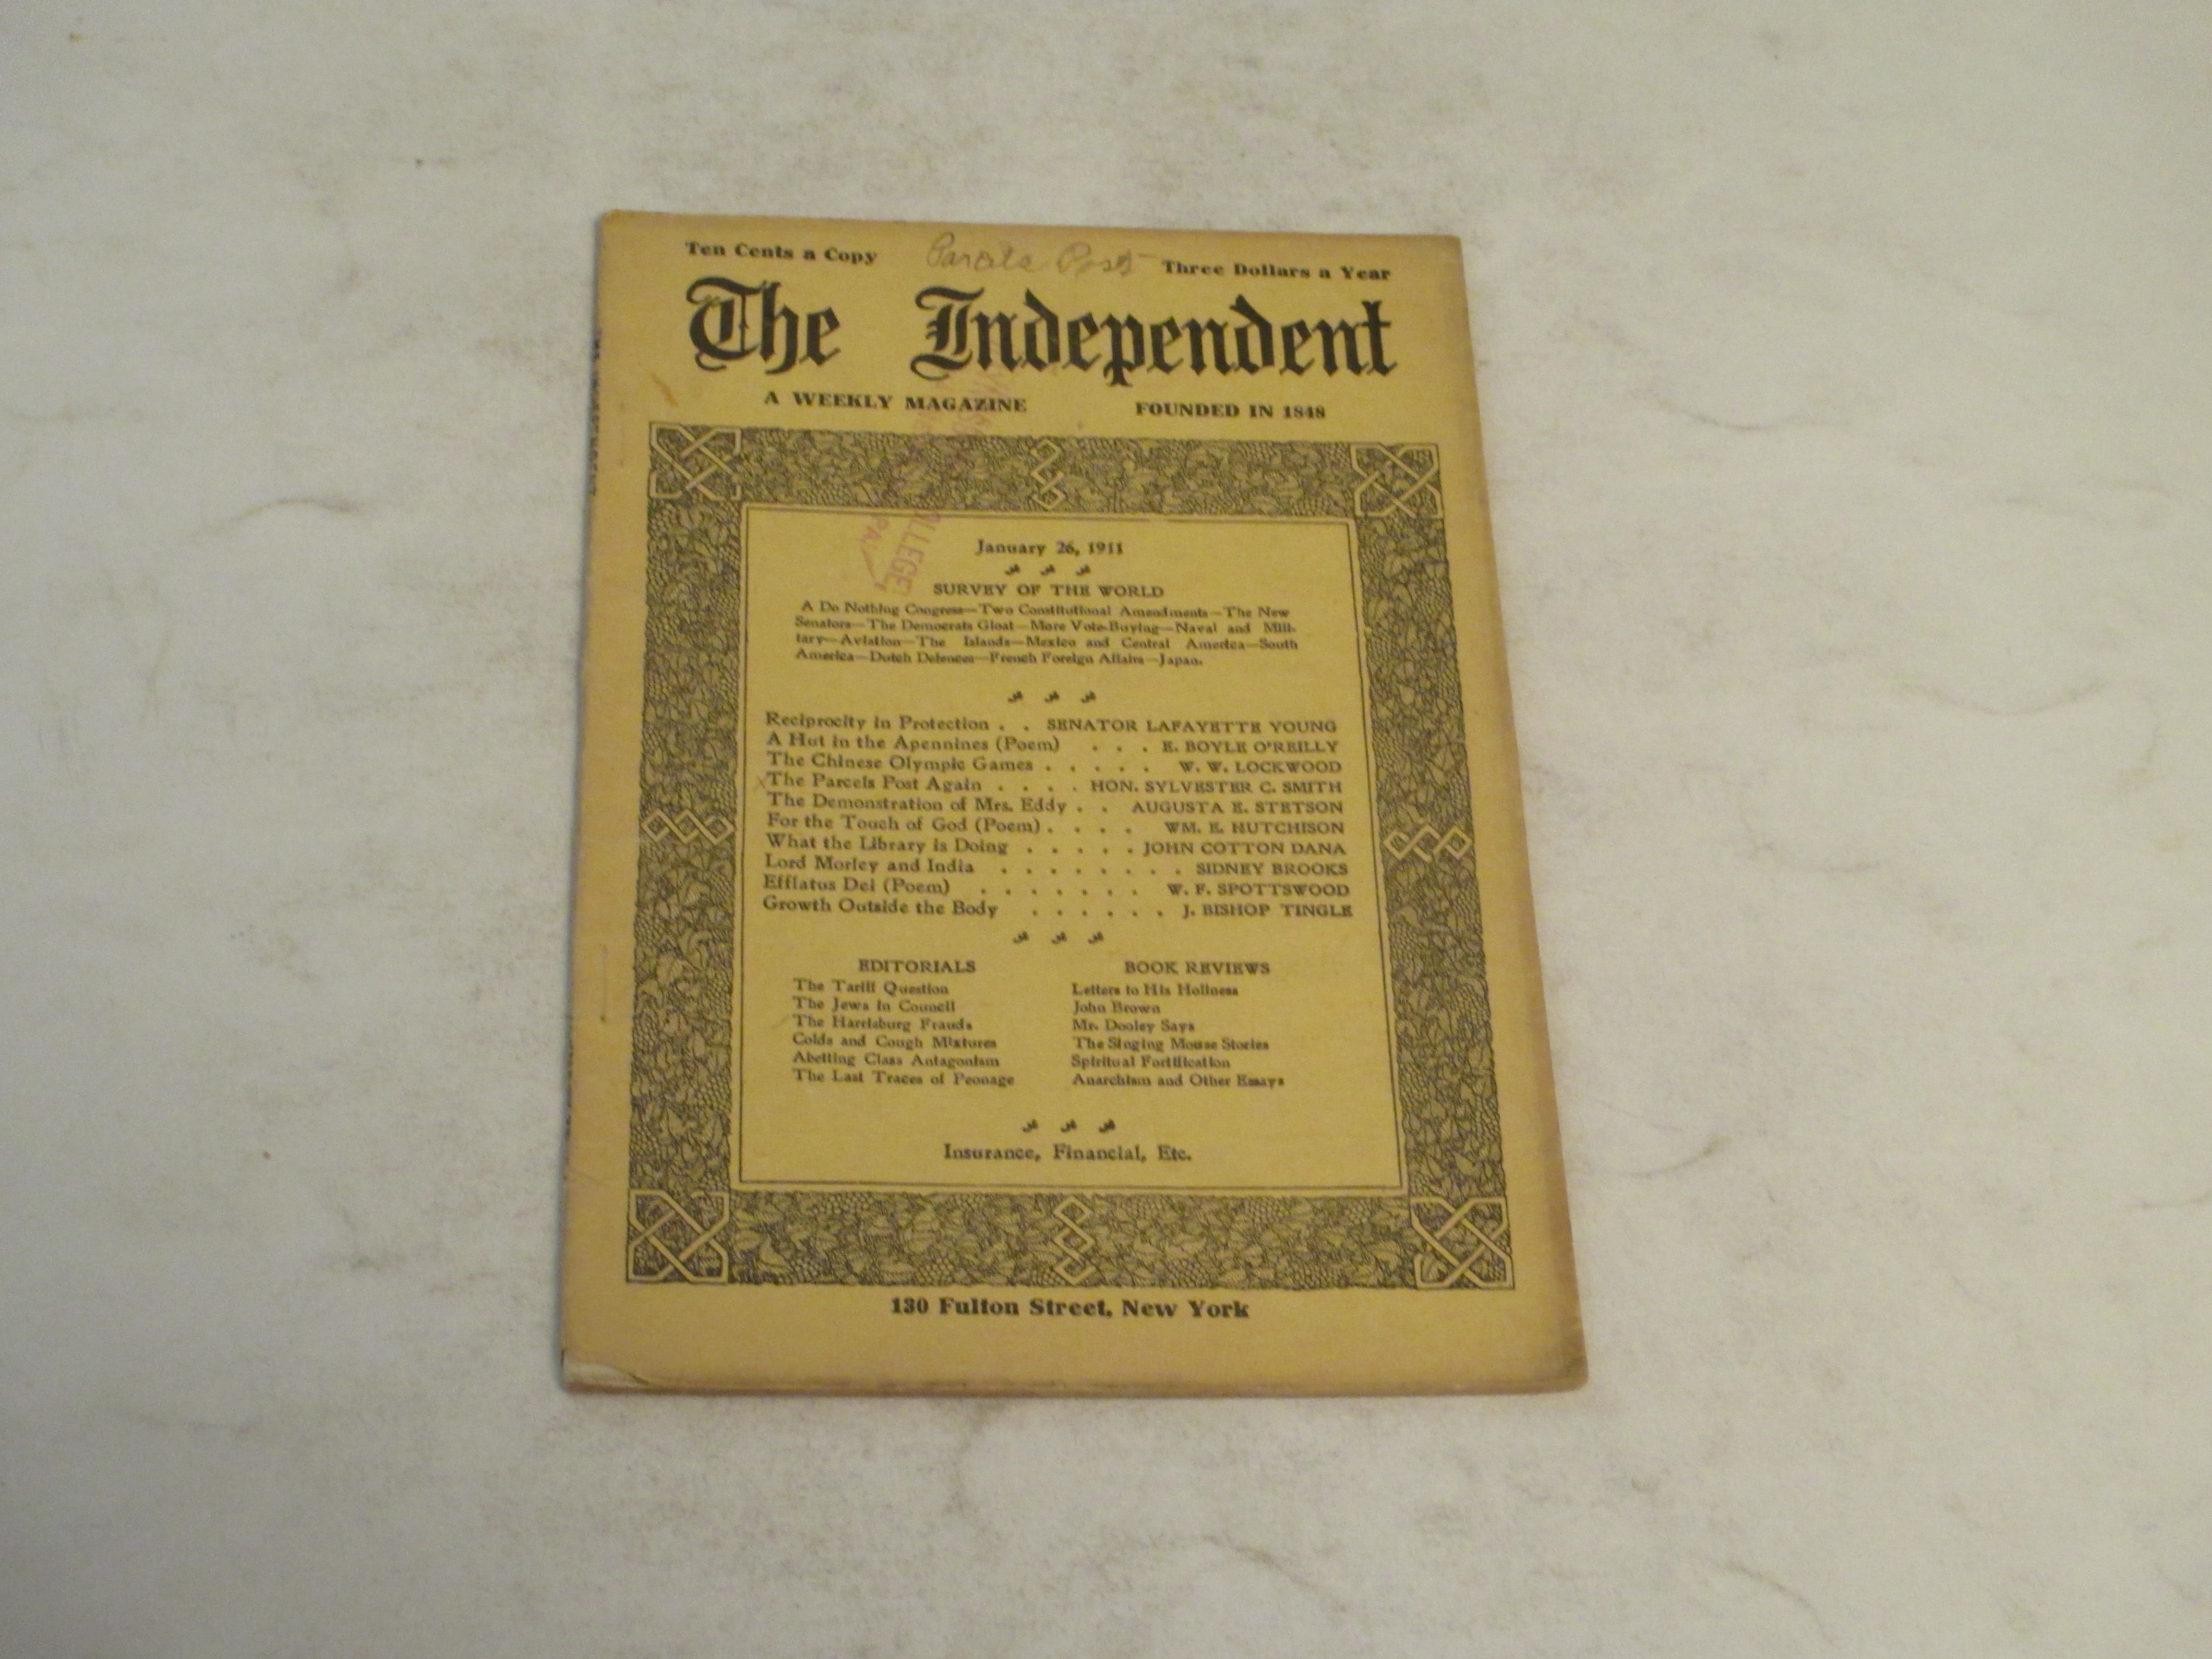 Ten Cents a Copy Parcels Post Three Dollars a Year
The Independent
A WEEKLY MAGAZINE FOUNDED IN 1848
COLLEGE
PA.
January 26, 1911
SURVEY OF THE WORLD
A Do Nothing Congress—Two Constitutional Amendments—The New
Senators—The Democrats Gloat—More Vote-Buying—Naval and Mili-
tary—Aviation—The Islands—Mexico and Central America—South
America—Dutch Defences—French Foreign Affairs—Japan.
Reciprocity in Protection . . SENATOR LAFAYETTE YOUNG
A Hut in the Apennines (Poem) . . . E. BOYLE O'REILLY
The Chinese Olympic Games . . . . . W. W. LOCKWOOD
x The Parcels Post Again . . . . HON. SYLVESTER C. SMITH
The Demonstration of Mrs. Eddy . . AUGUSTA E. STETSON
For the Touch of God (Poem) . . . . WM. E. HUTCHISON
What the Library is Doing . . . . . JOHN COTTON DANA
Lord Morley and India . . . . . . . . SIDNEY BROOKS
Efflatus Dei (Poem) . . . . . . . W. F. SPOTTSWOOD
Growth Outside the Body . . . . . . J. BISHOP TINGLE
EDITORIALS BOOK REVIEWS
The Tariff Question Letters to His Holiness
The Jews in Council John Brown
The Harrisburg Frauds Mr. Dooley Says
Colds and Cough Mixtures The Singing Mouse Stories
Abetting Class Antagonism Spiritual Fortification
The Last Traces of Peonage Anarchism and Other Essays
Insurance, Financial, Etc.
130 Fulton Street, New York